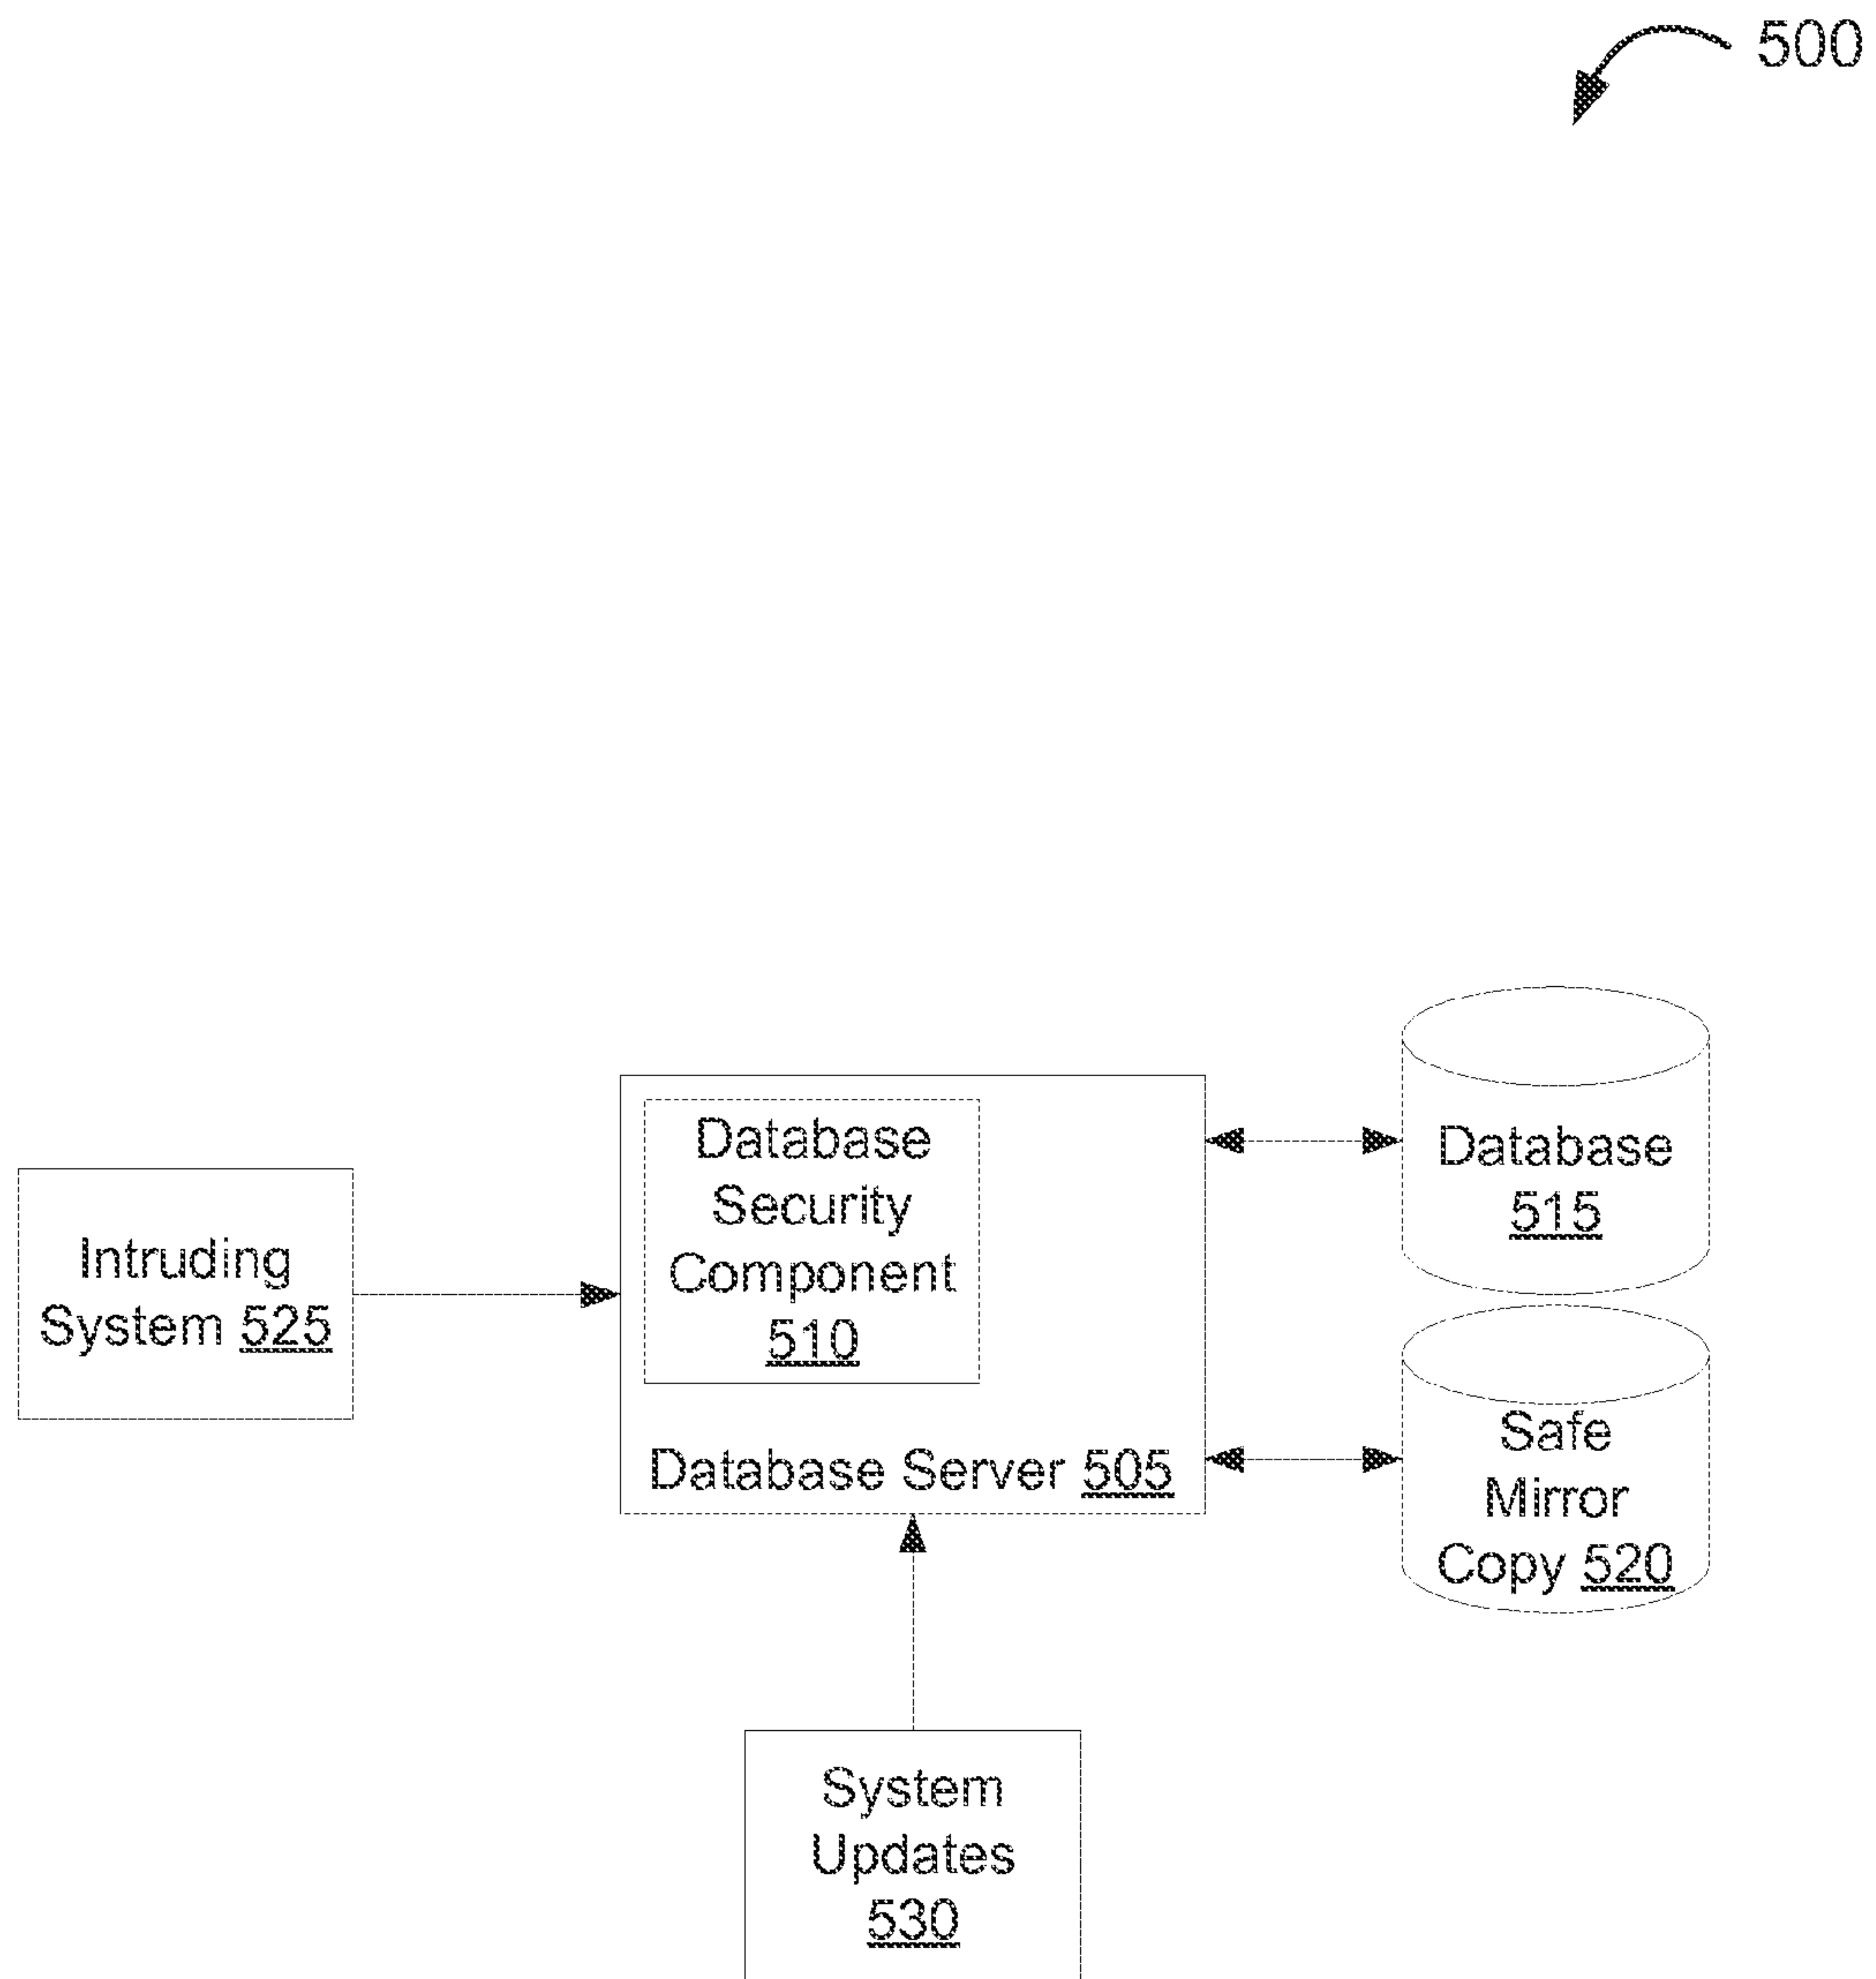 500
Database
Security
Component
510
Database Server 505
Intruding
System 525
Database
515
Safe
Mirror
Copy 520
System
Updates
530